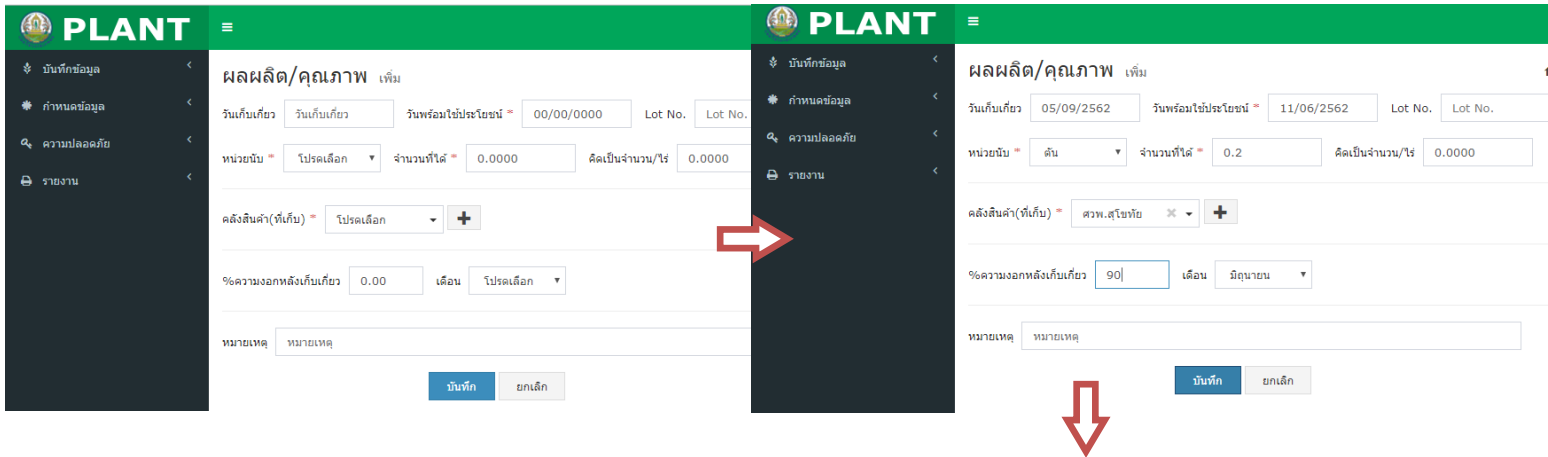 PLANT
บันทึกข้อมูล
กำหนดข้อมูล
ความปลอดภัย
รายงาน
ผลผลิต/คุณภาพ เพิ่ม
วันเก็บเกี่ยว วันเก็บเกี่ยว วันพร้อมใช้ประโยชน์ * 00/00/0000 Lot No. Lot No.
หน่วยนับ * โปรดเลือก จำนวนที่ได้ * 0.0000 คิดเป็นจำนวน/ไร่ 0.0000
คลังสินค้า(ที่เก็บ) * โปรดเลือก
%ความงอกหลังเก็บเกี่ยว 0.00 เดือน โปรดเลือก
หมายเหตุ หมายเหตุ
บันทึก ยกเลิก
PLANT
บันทึกข้อมูล
กำหนดข้อมูล
ความปลอดภัย
รายงาน
ผลผลิต/คุณภาพ เพิ่ม
วันเก็บเกี่ยว 05/09/2562 วันพร้อมใช้ประโยชน์ * 11/06/2562 Lot No. Lot No.
หน่วยนับ * ตัน จำนวนที่ได้ * 0.2 คิดเป็นจำนวน/ไร่ 0.0000
คลังสินค้า(ที่เก็บ) * ศวพ.สุโขทัย
%ความงอกหลังเก็บเกี่ยว 90 เดือน มิถุนายน
หมายเหตุ หมายเหตุ
บันทึก ยกเลิก